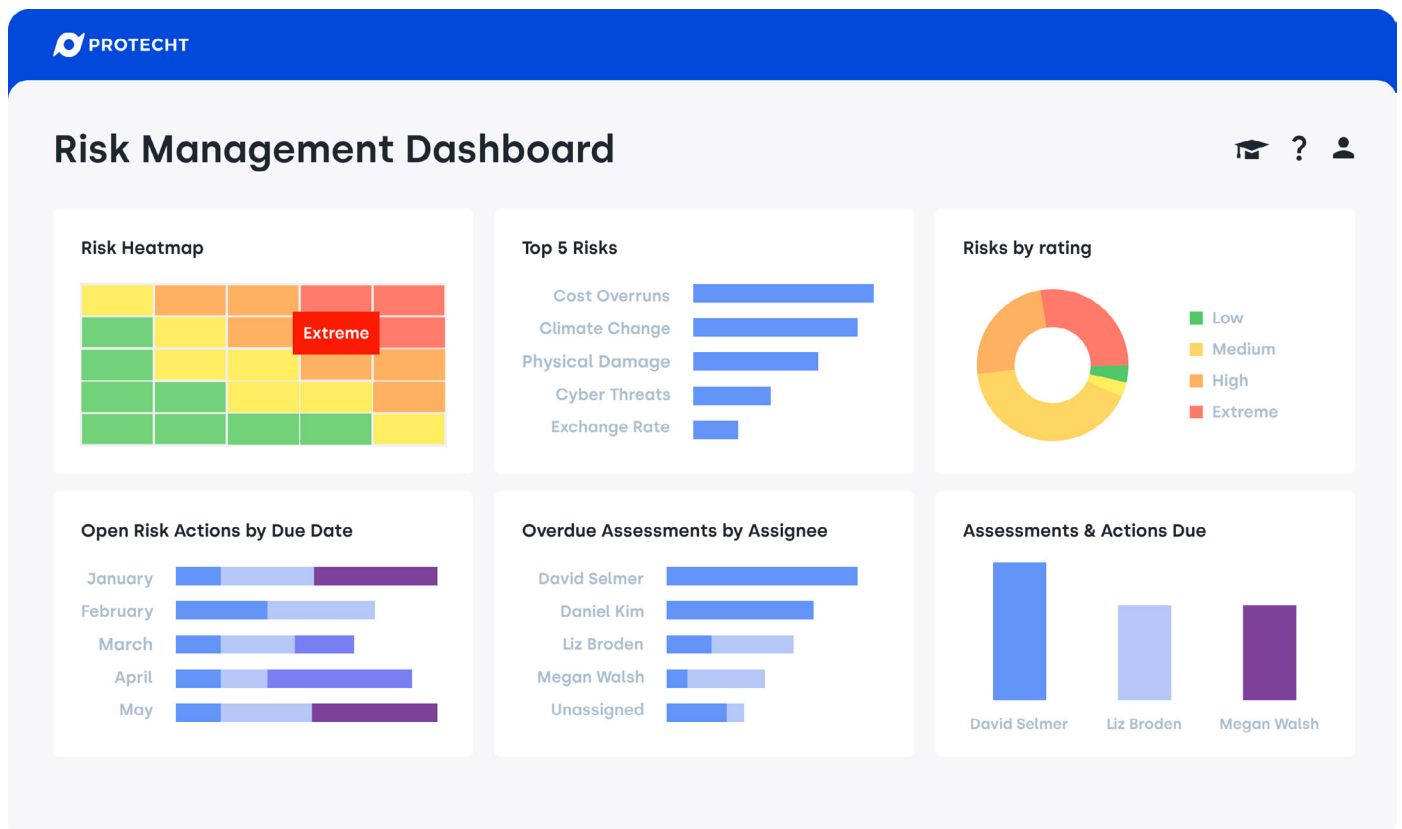 PROTECHT
Risk Management Dashboard
?
Risk Heatmap
Extreme
Top 5 Risks
Cost Overruns
Climate Change
Physical Damage
Cyber Threats
Exchange Rate
Risks by rating
Low
Medium
High
Extreme
Open Risk Actions by Due Date
January
February
March
April
May
Overdue Assessments by Assignee
David Selmer
Daniel Kim
Liz Broden
Megan Walsh
Unassigned
Assessments & Actions Due
David Selmer
Liz Broden
Megan Walsh